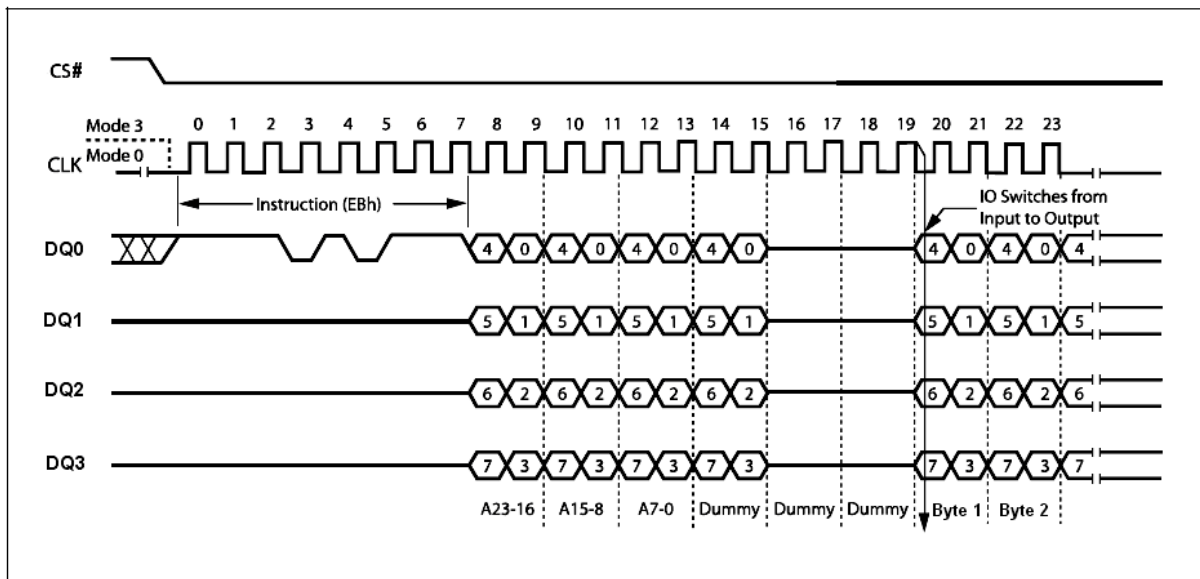 CS#
Mode 3
0 1 2 3 4 5 6 7 8 9 10 11 12 13 14 15 16 17 18 19 20 21 22 23
CLK
Mode 0
Instruction (EBh)
IO Switches from
Input to Output
DQ0
4 0 4 0 4 0 4 0 4 0 4 0 4
DQ1
5 1 5 1 5 1 5 1 5 1 5 1 5
DQ2
6 2 6 2 6 2 6 2 6 2 6 2 6
DQ3
7 3 7 3 7 3 7 3 7 3 7 3 7
A23-16 A15-8 A7-0 Dummy Dummy Dummy Byte 1 Byte 2